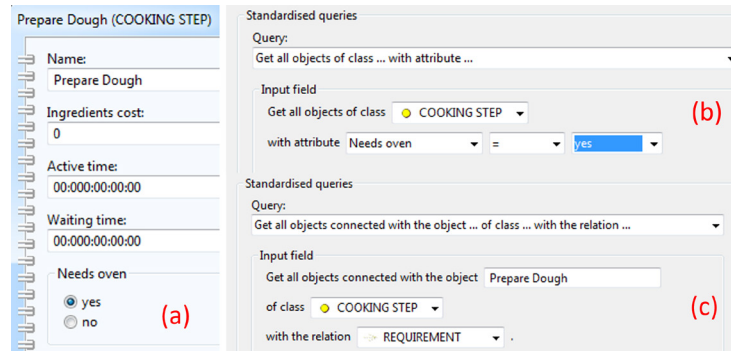 Prepare Dough (COOKING STEP)
Name:
Prepare Dough
Ingredients cost:
0
Active time:
00:000:00:00:00
Waiting time:
00:000:00:00:00
Needs oven
yes
no
(a)
Standardised queries
Query:
Get all objects of class ... with attribute ...
Input field
Get all objects of class COOKING STEP
with attribute Needs oven = yes
(b)
Standardised queries
Query:
Get all objects connected with the object ... of class ... with the relation ...
Input field
Get all objects connected with the object Prepare Dough
of class COOKING STEP
with the relation REQUIREMENT .
(c)